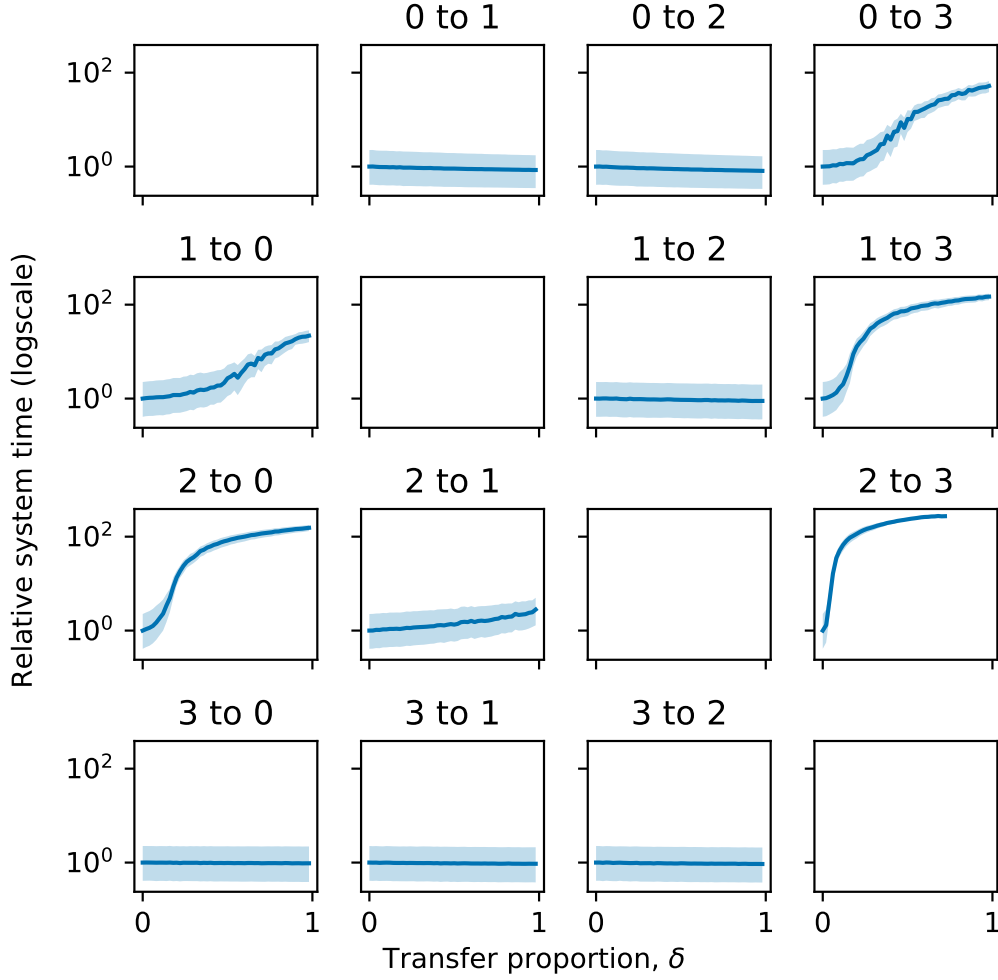 0 to 1
0 to 2
0 to 3
10²
10⁰
1 to 0
1 to 2
1 to 3
10²
10⁰
2 to 0
2 to 1
2 to 3
10²
10⁰
3 to 0
3 to 1
3 to 2
10²
10⁰
0 1 0 1 0 1 0 1
Relative system time (logscale)
Transfer proportion, δ